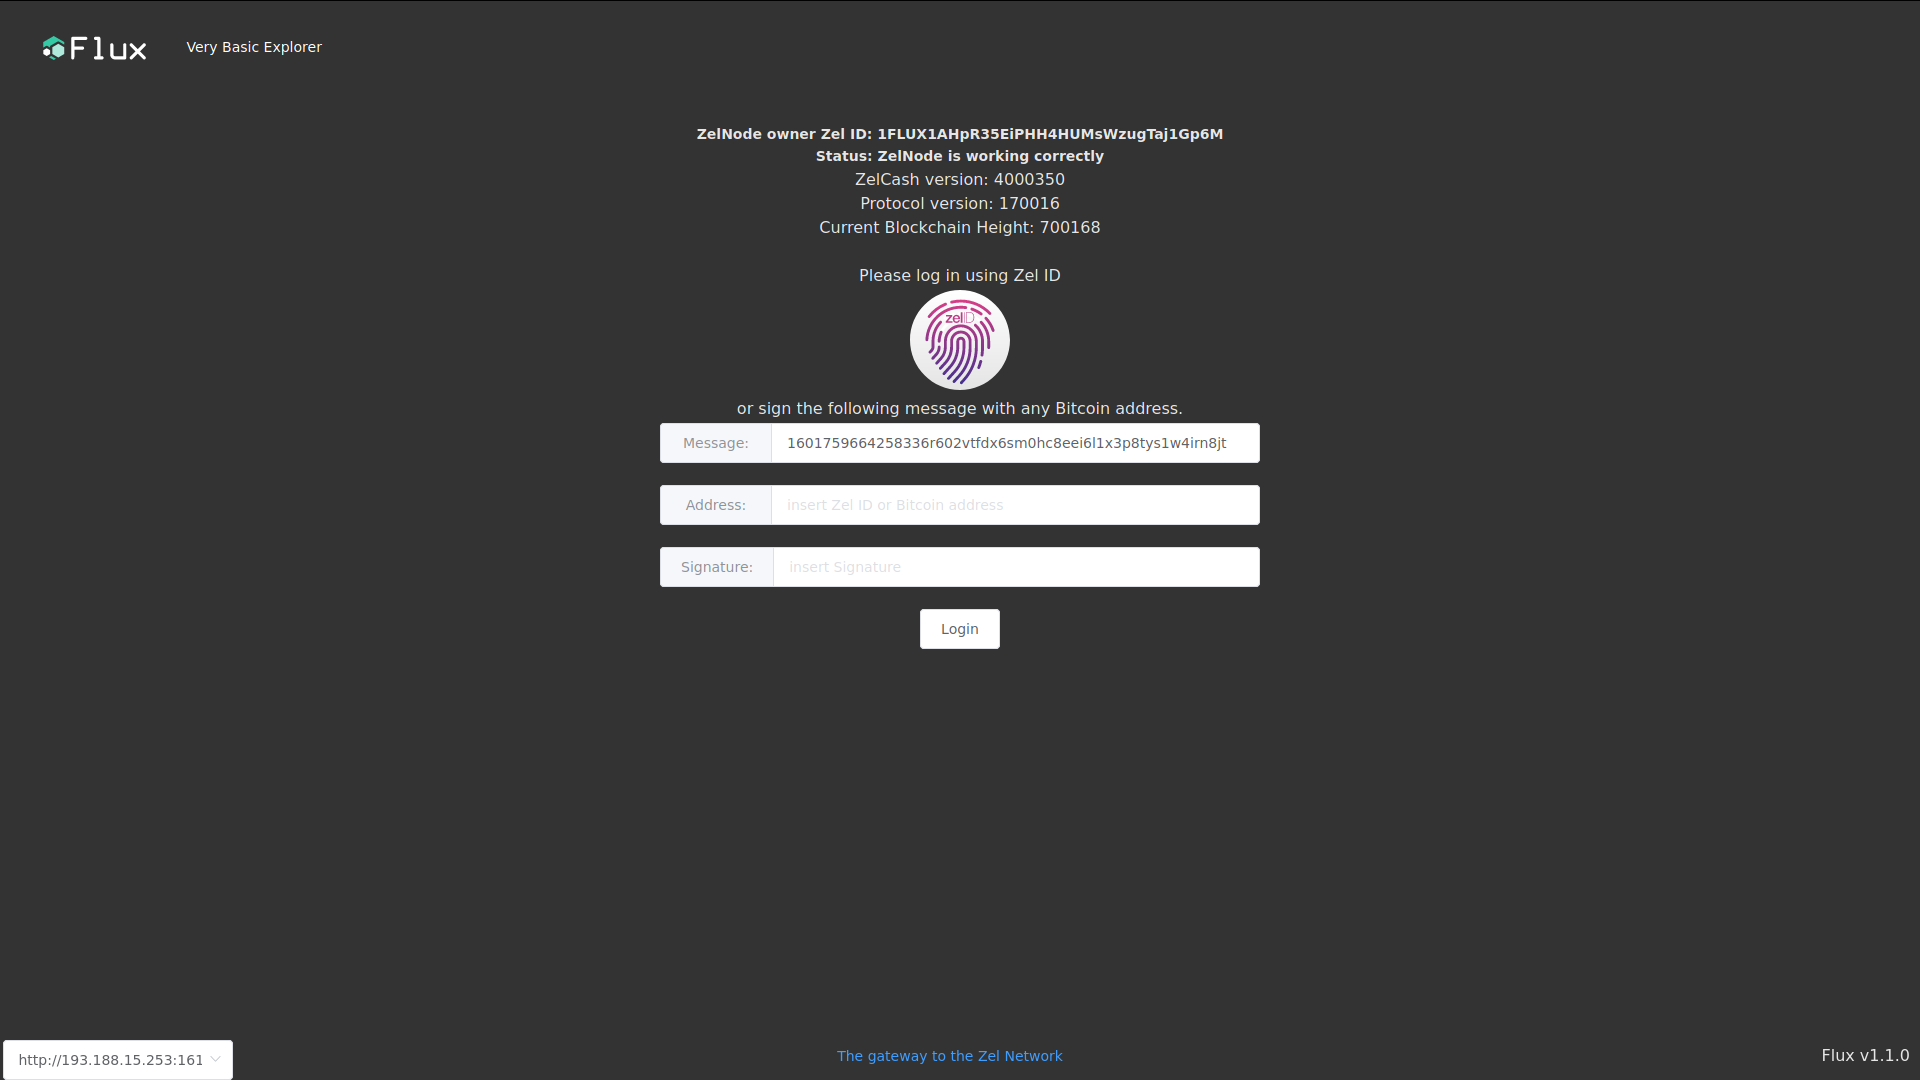 Flux
Very Basic Explorer
ZelNode owner Zel ID: 1FLUX1AHpR35EiPHH4HUMsWzugTaj1Gp6M
Status: ZelNode is working correctly
ZelCash version: 4000350
Protocol version: 170016
Current Blockchain Height: 700168
Please log in using Zel ID
zelID
or sign the following message with any Bitcoin address.
Message: 1601759664258336r602vtfdx6sm0hc8eei6l1x3p8tys1w4irn8jt
Address: insert Zel ID or Bitcoin address
Signature: insert Signature
Login
http://193.188.15.253:161
The gateway to the Zel Network
Flux v1.1.0